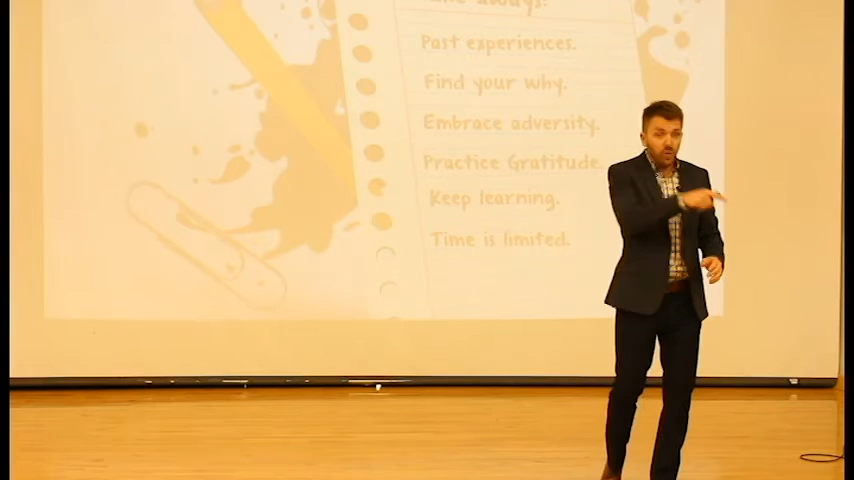 Past experiences.
Find your why.
Embrace adversity.
Practice Gratitude.
Keep learning.
Time is limited.